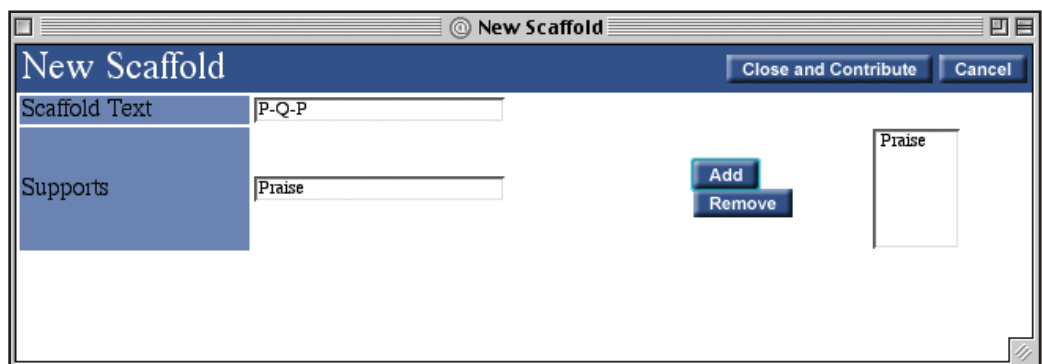 New Scaffold
New Scaffold
Close and Contribute
Cancel
Scaffold Text
P-Q-P
Supports
Praise
Add
Remove
Praise